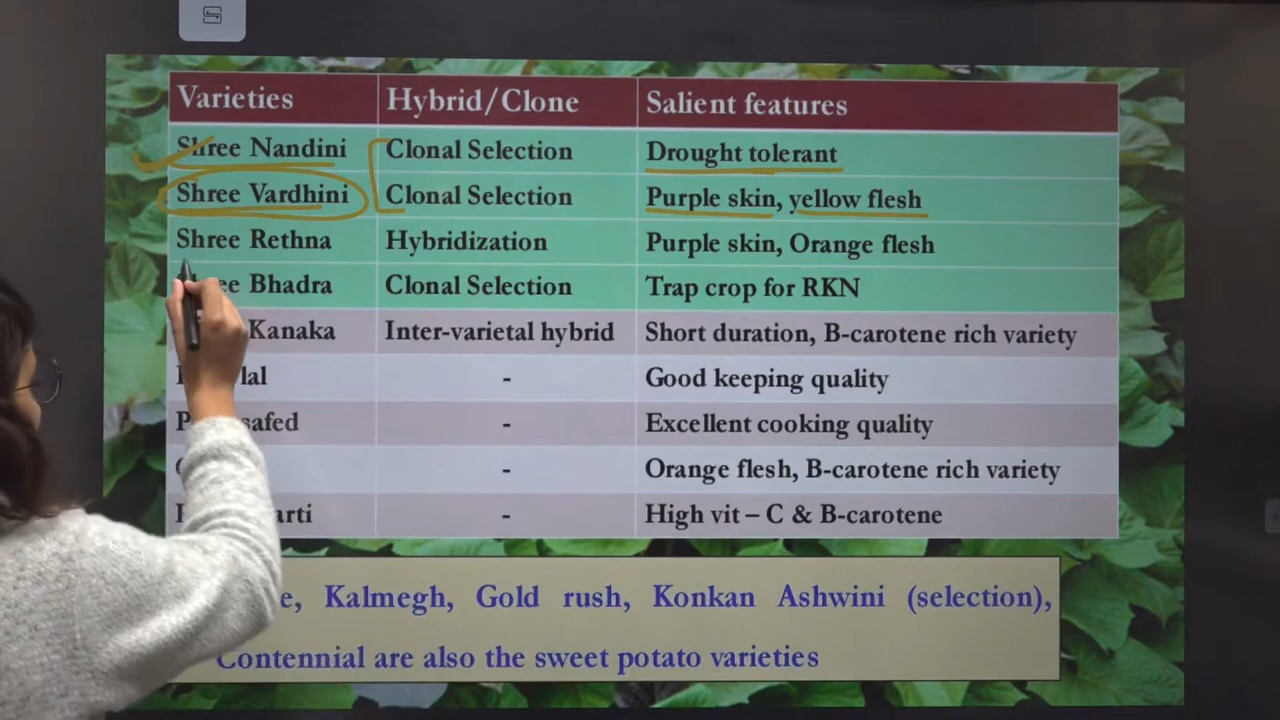 Varieties Hybrid/Clone Salient features
Shree Nandini Clonal Selection Drought tolerant
Shree Vardhini Clonal Selection Purple skin, yellow flesh
Shree Rethna Hybridization Purple skin, Orange flesh
Bhadra Clonal Selection Trap crop for RKN
Kanaka Inter-varietal hybrid Short duration, B-carotene rich variety
- Good keeping quality
- Excellent cooking quality
- Orange flesh, B-carotene rich variety
- High vit – C & B-carotene
Kalmegh, Gold rush, Konkan Ashwini (selection),
Contennial are also the sweet potato varieties